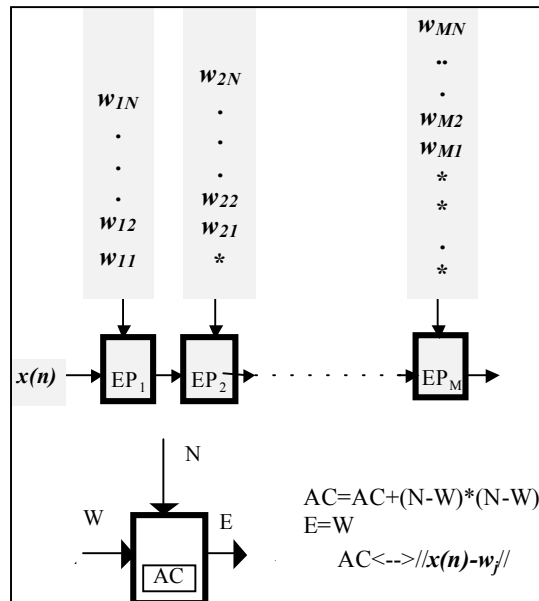 w1N
.
.
.
w12
w11
w2N
.
.
.
w22
w21
*
wMN
..
.
wM2
wM1
*
*
.
*
x(n)
EP1
EP2
. . . . . . . . . .
EPM
N
W
E
AC
AC=AC+(N-W)*(N-W)
E=W
AC<-->//x(n)-wj//